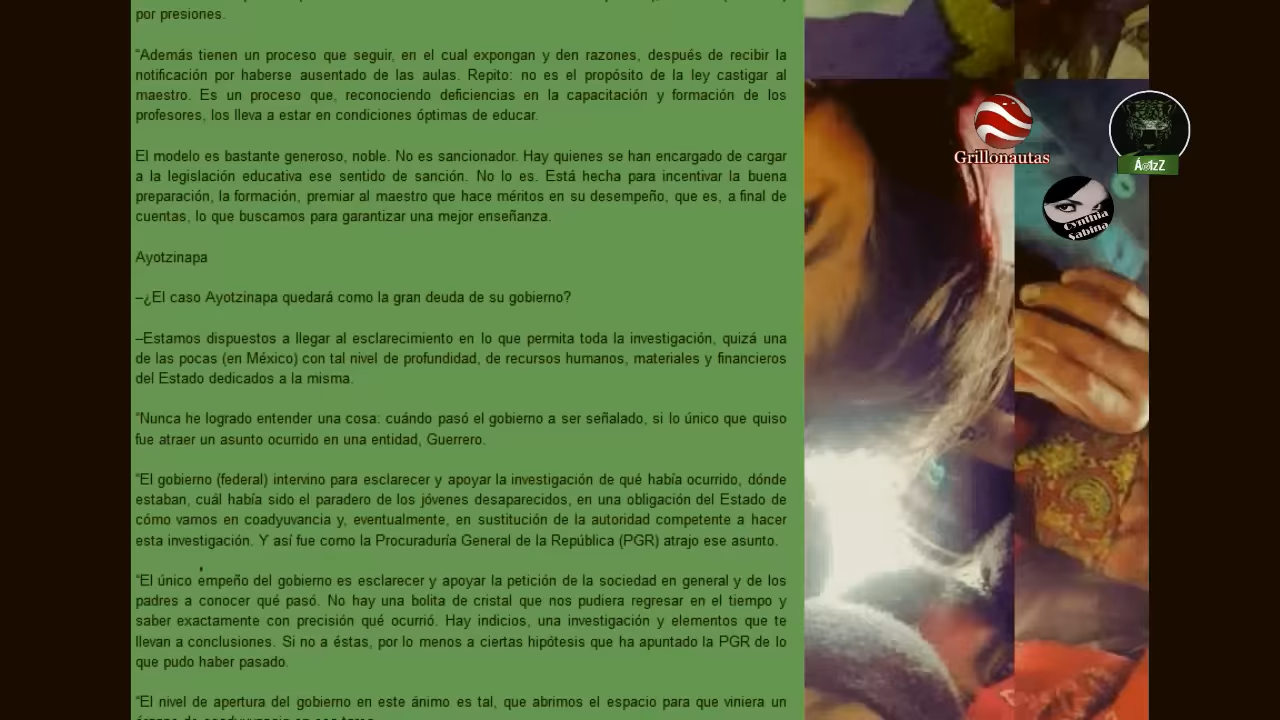 por presiones.
“Además tienen un proceso que seguir, en el cual expongan y den razones, después de recibir la
notificación por haberse ausentado de las aulas. Repito: no es el propósito de la ley castigar al
maestro. Es un proceso que, reconociendo deficiencias en la capacitación y formación de los
profesores, los lleva a estar en condiciones óptimas de educar.
El modelo es bastante generoso, noble. No es sancionador. Hay quienes se han encargado de cargar
a la legislación educativa ese sentido de sanción. No lo es. Está hecha para incentivar la buena
preparación, la formación, premiar al maestro que hace méritos en su desempeño, que es, a final de
cuentas, lo que buscamos para garantizar una mejor enseñanza.
Ayotzinapa
–¿El caso Ayotzinapa quedará como la gran deuda de su gobierno?
–Estamos dispuestos a llegar al esclarecimiento en lo que permita toda la investigación, quizá una
de las pocas (en México) con tal nivel de profundidad, de recursos humanos, materiales y financieros
del Estado dedicados a la misma.
“Nunca he logrado entender una cosa: cuándo pasó el gobierno a ser señalado, si lo único que quiso
fue atraer un asunto ocurrido en una entidad, Guerrero.
“El gobierno (federal) intervino para esclarecer y apoyar la investigación de qué había ocurrido, dónde
estaban, cuál había sido el paradero de los jóvenes desaparecidos, en una obligación del Estado de
cómo vamos en coadyuvancia y, eventualmente, en sustitución de la autoridad competente a hacer
esta investigación. Y así fue como la Procuraduría General de la República (PGR) atrajo ese asunto.
“El único empeño del gobierno es esclarecer y apoyar la petición de la sociedad en general y de los
padres a conocer qué pasó. No hay una bolita de cristal que nos pudiera regresar en el tiempo y
saber exactamente con precisión qué ocurrió. Hay indicios, una investigación y elementos que te
llevan a conclusiones. Si no a éstas, por lo menos a ciertas hipótesis que ha apuntado la PGR de lo
que pudo haber pasado.
“El nivel de apertura del gobierno en este ánimo es tal, que abrimos el espacio para que viniera un
Grillonautas
Cynthia
Sabina